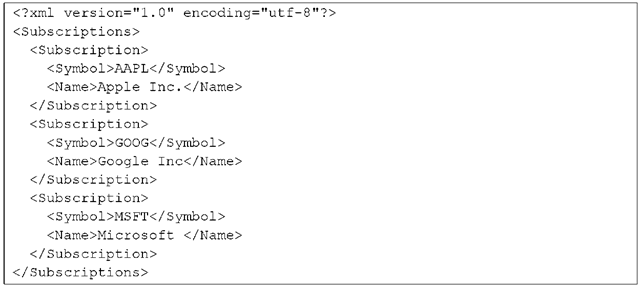 <?xml version="1.0" encoding="utf-8"?>
<Subscriptions>
  <Subscription>
    <Symbol>AAPL</Symbol>
    <Name>Apple Inc.</Name>
  </Subscription>
  <Subscription>
    <Symbol>GOOG</Symbol>
    <Name>Google Inc</Name>
  </Subscription>
  <Subscription>
    <Symbol>MSFT</Symbol>
    <Name>Microsoft </Name>
  </Subscription>
</Subscriptions>